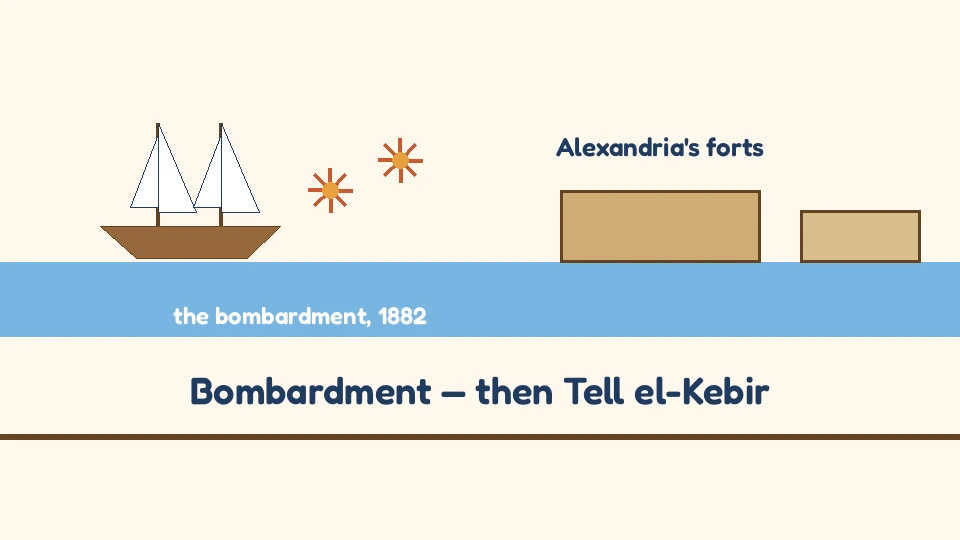 Alexandria's forts
the bombardment, 1882
Bombardment – then Tell el-Kebir